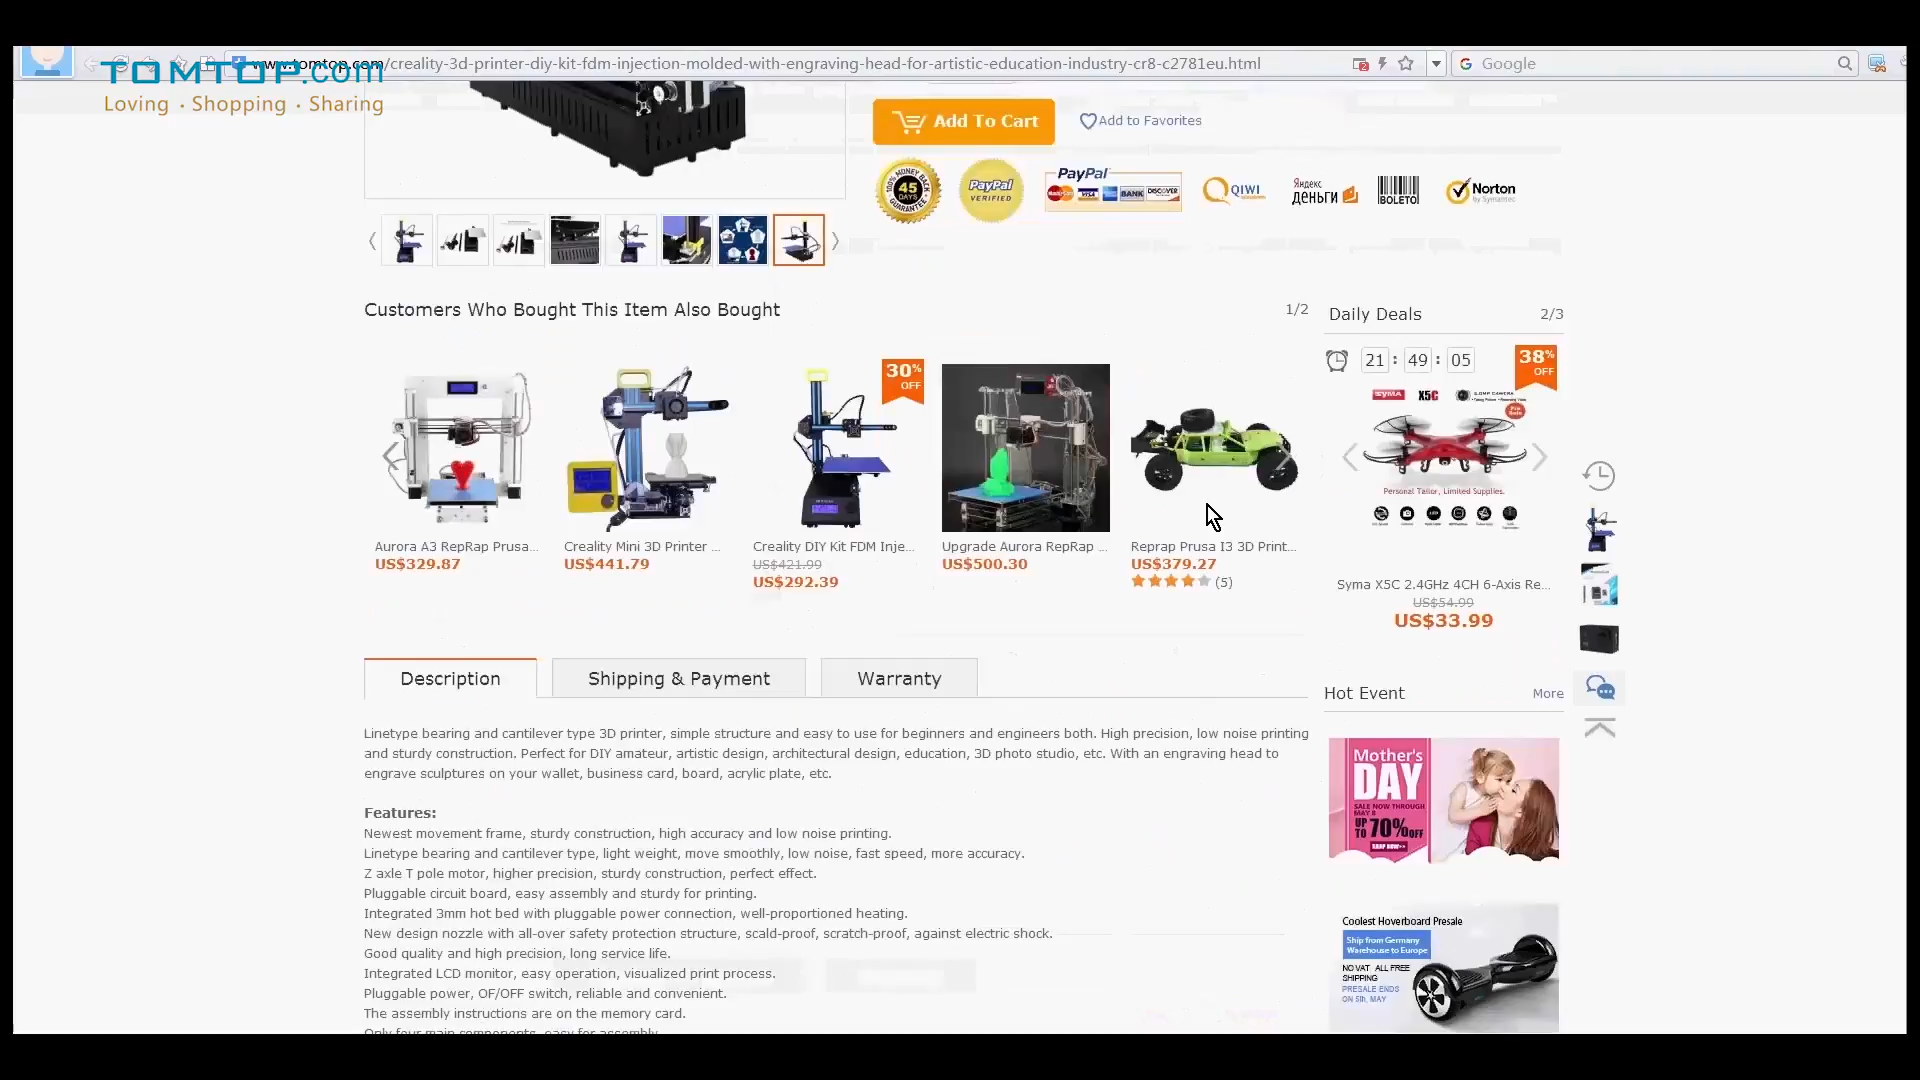 TOMTOP.com
Loving · Shopping · Sharing
www.tomtop.com/creality-3d-printer-diy-kit-fdm-injection-molded-with-engraving-head-for-artistic-education-industry-cr8-c2781eu.html
Google
Add To Cart
Add to Favorites
100% MONEY BACK
45
DAYS
GUARANTEE
PayPal
VERIFIED
PayPal
MasterCard VISA BANK DISCOVER
QIWI
Яндекс
деньги
BOLETO
Norton
by Symantec
Customers Who Bought This Item Also Bought
1/2
Daily Deals
2/3
21 : 49 : 05
38% OFF
30% OFF
SYMA X5C
Personal Tailor, Limited Supplies.
Aurora A3 RepRap Prusa...
US$329.87
Creality Mini 3D Printer ...
US$441.79
Creality DIY Kit FDM Inje...
US$421.99
US$292.39
Upgrade Aurora RepRap ...
US$500.30
Reprap Prusa I3 3D Print...
US$379.27
(5)
Syma X5C 2.4GHz 4CH 6-Axis Re...
US$54.99
US$33.99
Description
Shipping & Payment
Warranty
Hot Event
More
Linetype bearing and cantilever type 3D printer, simple structure and easy to use for beginners and engineers both. High precision, low noise printing
and sturdy construction. Perfect for DIY amateur, artistic design, architectural design, education, 3D photo studio, etc. With an engraving head to
engrave sculptures on your wallet, business card, board, acrylic plate, etc.
Features:
Newest movement frame, sturdy construction, high accuracy and low noise printing.
Linetype bearing and cantilever type, light weight, move smoothly, low noise, fast speed, more accuracy.
Z axle T pole motor, higher precision, sturdy construction, perfect effect.
Pluggable circuit board, easy assembly and sturdy for printing.
Integrated 3mm hot bed with pluggable power connection, well-proportioned heating.
New design nozzle with all-over safety protection structure, scald-proof, scratch-proof, against electric shock.
Good quality and high precision, long service life.
Integrated LCD monitor, easy operation, visualized print process.
Pluggable power, OF/OFF switch, reliable and convenient.
The assembly instructions are on the memory card.
Only four main components, easy for assembly.
Mother's
DAY
SALE NOW THROUGH
MAY 8
UP TO 70% OFF
SHOP NOW>>
Coolest Hoverboard Presale
Ship from Germany
Warehouse to Europe
NO VAT ALL FREE
SHIPPING
PRESALE ENDS
ON 5th, MAY